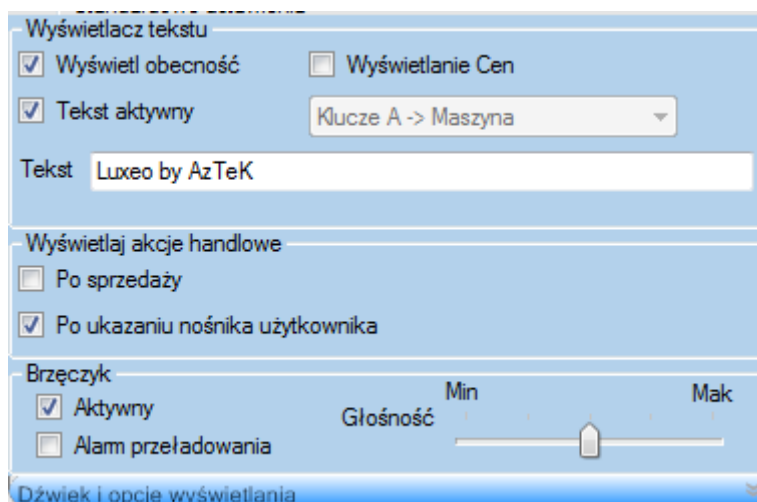 Wyświetlacz tekstu
Wyświetl obecność Wyświetlanie Cen
Tekst aktywny Klucze A -> Maszyna
Tekst Luxeo by AzTeK
Wyświetlaj akcje handlowe
Po sprzedaży
Po ukazaniu nośnika użytkownika
Brzęczyk
Min Mak
Aktywny Głośność
Alarm przeładowania
Dźwięk i opcje wyświetlania